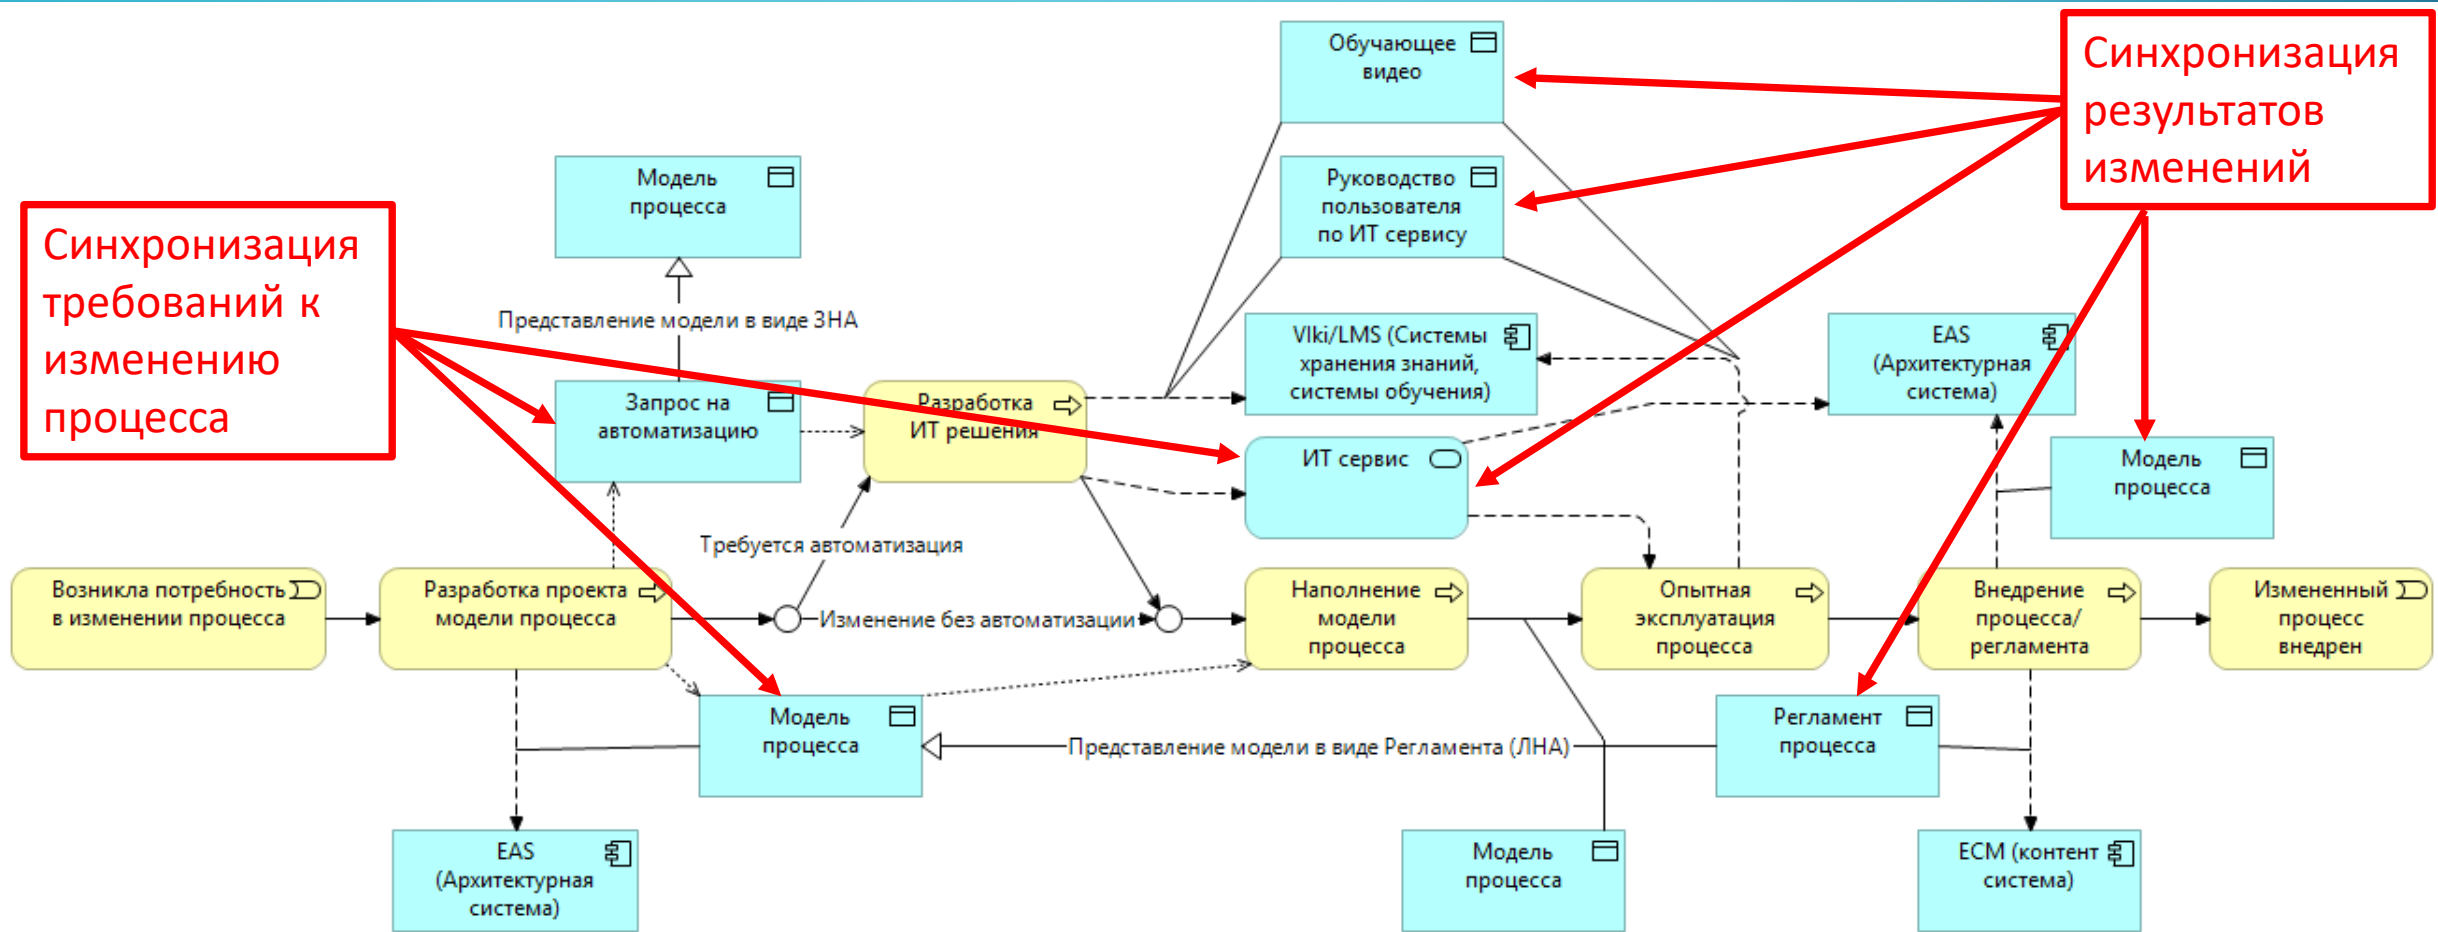 Обучающее
видео
Синхронизация
результатов
изменений
Модель
процесса
Руководство
пользователя
по ИТ сервису
Синхронизация
требований к
изменению
процесса
Представление модели в виде ЗНА
VIki/LMS (Системы
хранения знаний,
системы обучения)
EAS
(Архитектурная
система)
Запрос на
автоматизацию
Разработка
ИТ решения
ИТ сервис
Модель
процесса
Требуется автоматизация
Возникла потребность
в изменении процесса
Разработка проекта
модели процесса
Изменение без автоматизации
Наполнение
модели
процесса
Опытная
эксплуатация
процесса
Внедрение
процесса/
регламента
Измененный
процесс
внедрен
Модель
процесса
Представление модели в виде Регламента (ЛНА)
Регламент
процесса
EAS
(Архитектурная
система)
Модель
процесса
ECM (контент
система)